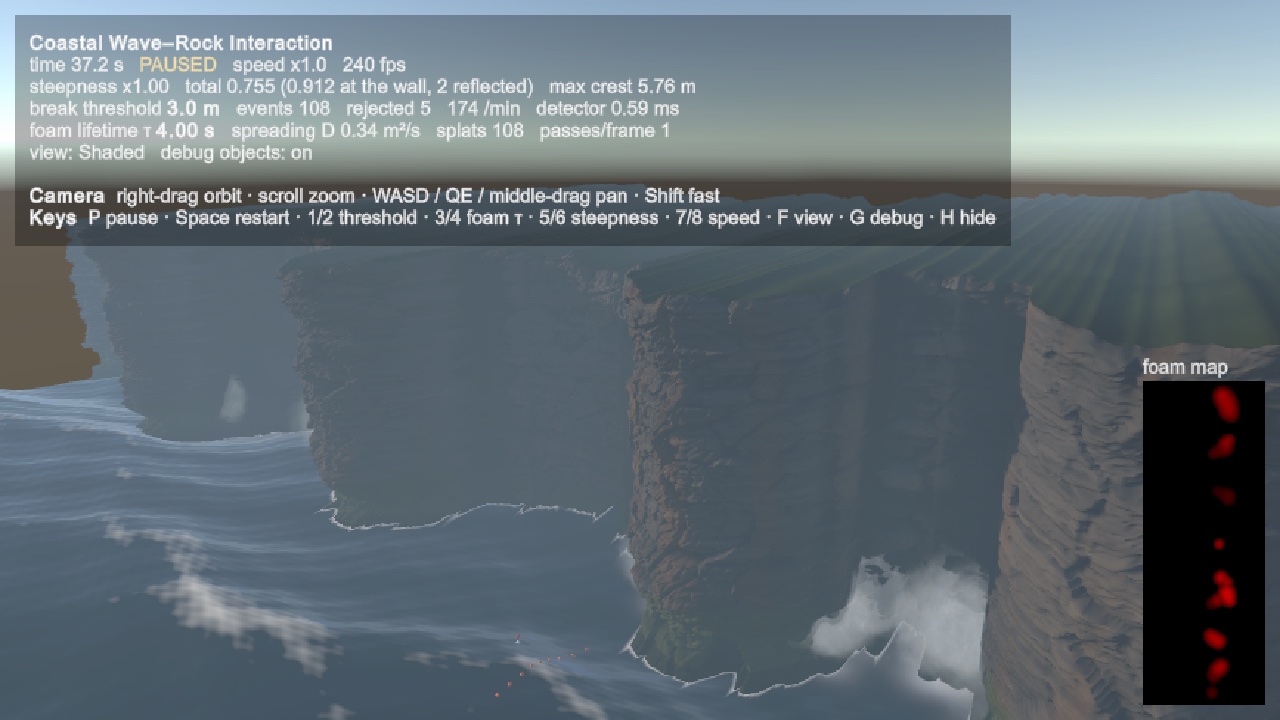 Coastal Wave–Rock Interaction
time 37.2 s PAUSED speed x1.0 240 fps
steepness x1.00 total 0.755 (0.912 at the wall, 2 reflected) max crest 5.76 m
break threshold 3.0 m events 108 rejected 5 174 /min detector 0.59 ms
foam lifetime τ 4.00 s spreading D 0.34 m²/s splats 108 passes/frame 1
view: Shaded debug objects: on
Camera right-drag orbit · scroll zoom · WASD / QE / middle-drag pan · Shift fast
Keys P pause · Space restart · 1/2 threshold · 3/4 foam τ · 5/6 steepness · 7/8 speed · F view · G debug · H hide
foam map